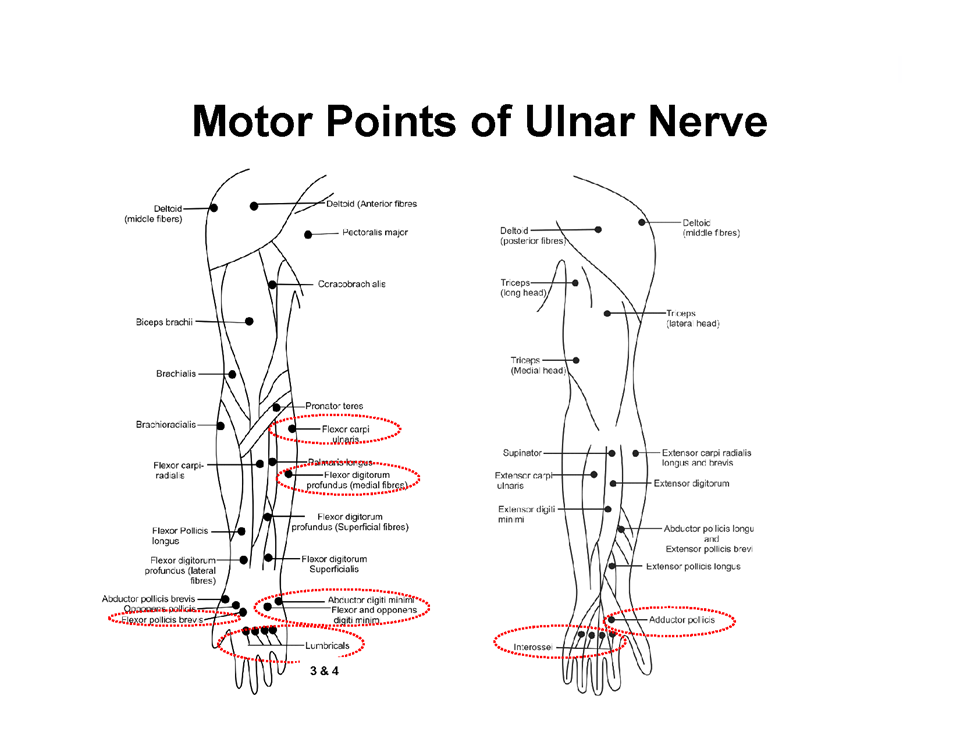 Motor Points of Ulnar Nerve
Deltoid
(middle fibers)
Deltoid (Anterior fibres
Pectoralis major
Coracobrach alis
Biceps brachii
Brachialis
Pronator teres
Brachioradialis
Flexor carpi
ulnaris
Flexor carpi-
radialis
Palmaris longus
Flexor digitorum
profundus (medial fibres)
Flexor digitorum
profundus (Superficial fibres)
Flexor Pollicis
longus
Flexor digitorum
profundus (lateral
fibres)
Flexor digitorum
Superficialis
Abductor pollicis brevis
Opponens pollicis
Flexor pollicis brevis
Abductor digiti minimi
Flexor and opponens
digiti minim
Lumbricals
3 & 4
Deltoid
(posterior fibres)
Deltoid
(middle fibres)
Triceps
(long head)
Triceps
(lateral head)
Triceps
(Medial head)
Supinator
Extensor carpi radialis
longus and brevis
Extensor carpi
ulnaris
Extensor digitorum
Extensor digiti
minimi
Abductor pollicis longu
and
Extensor pollicis brevi
Extensor pollicis longus
Adductor pollicis
Interossei